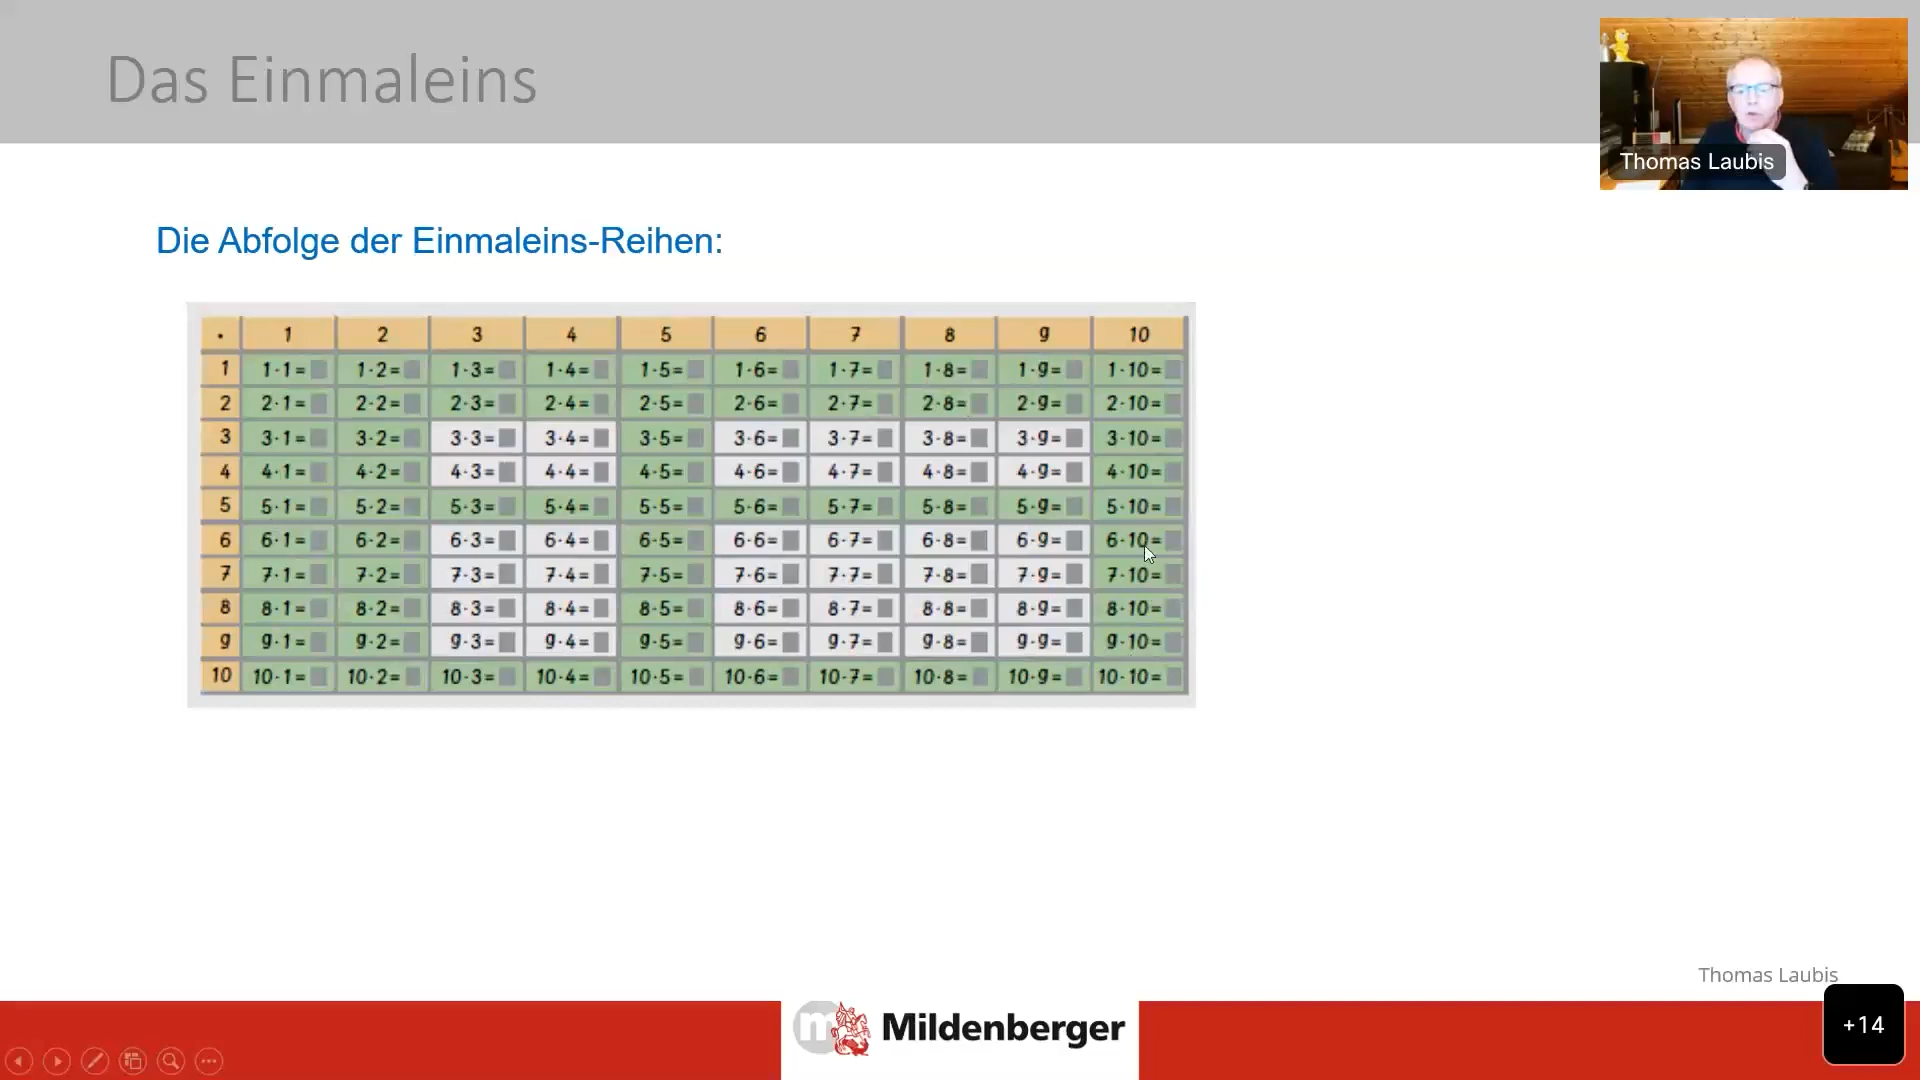 Das Einmaleins
Thomas Laubis
Die Abfolge der Einmaleins-Reihen:
· 1 2 3 4 5 6 7 8 9 10
1 1·1= 1·2= 1·3= 1·4= 1·5= 1·6= 1·7= 1·8= 1·9= 1·10=
2 2·1= 2·2= 2·3= 2·4= 2·5= 2·6= 2·7= 2·8= 2·9= 2·10=
3 3·1= 3·2= 3·3= 3·4= 3·5= 3·6= 3·7= 3·8= 3·9= 3·10=
4 4·1= 4·2= 4·3= 4·4= 4·5= 4·6= 4·7= 4·8= 4·9= 4·10=
5 5·1= 5·2= 5·3= 5·4= 5·5= 5·6= 5·7= 5·8= 5·9= 5·10=
6 6·1= 6·2= 6·3= 6·4= 6·5= 6·6= 6·7= 6·8= 6·9= 6·10=
7 7·1= 7·2= 7·3= 7·4= 7·5= 7·6= 7·7= 7·8= 7·9= 7·10=
8 8·1= 8·2= 8·3= 8·4= 8·5= 8·6= 8·7= 8·8= 8·9= 8·10=
9 9·1= 9·2= 9·3= 9·4= 9·5= 9·6= 9·7= 9·8= 9·9= 9·10=
10 10·1= 10·2= 10·3= 10·4= 10·5= 10·6= 10·7= 10·8= 10·9= 10·10=
Thomas Laubis
m Mildenberger
+14